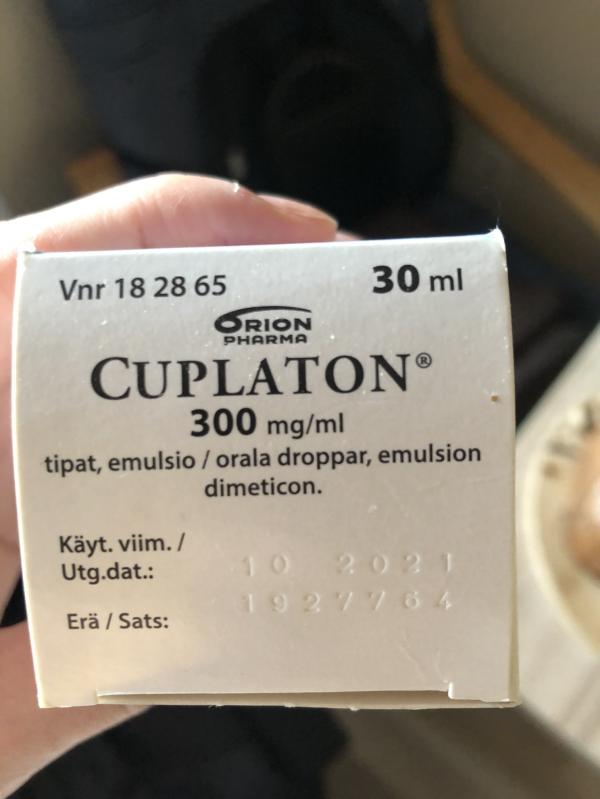 Vnr 18 28 65 30 ml
ORION
PHARMA
CUPLATON®
300 mg/ml
tipat, emulsio / orala droppar, emulsion
dimeticon.
Käyt. viim. /
Utg.dat.: 10 2021
Erä / Sats: 1927764